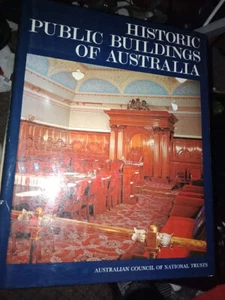 HISTORIC
PUBLIC BUILDINGS
OF AUSTRALIA
AUSTRALIAN COUNCIL OF NATIONAL TRUSTS